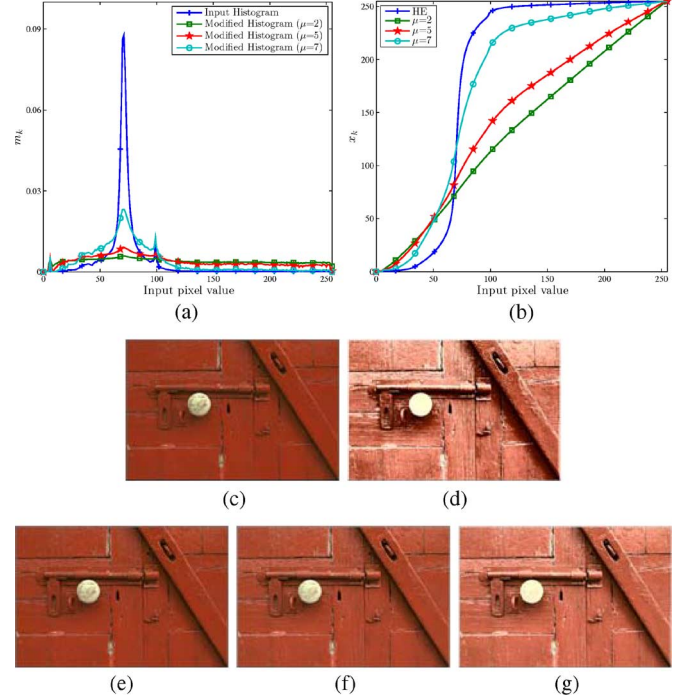 Input Histogram
Modified Histogram (μ=2)
Modified Histogram (μ=5)
Modified Histogram (μ=7)
0.09
0.06
0.03
0
m_k
0 50 100 150 200 250
Input pixel value
(a)
HE
μ=2
μ=5
μ=7
250
200
150
100
50
0
x_k
0 50 100 150 200 250
Input pixel value
(b)
(c) (d)
(e) (f) (g)